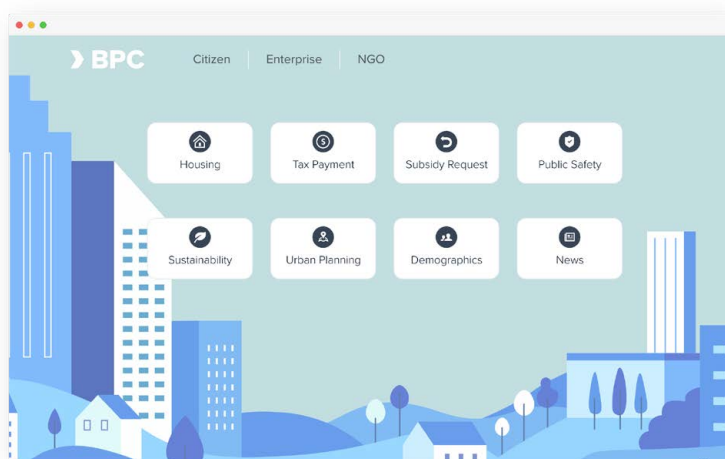 BPC
Citizen
Enterprise
NGO
Housing
Tax Payment
Subsidy Request
Public Safety
Sustainability
Urban Planning
Demographics
News